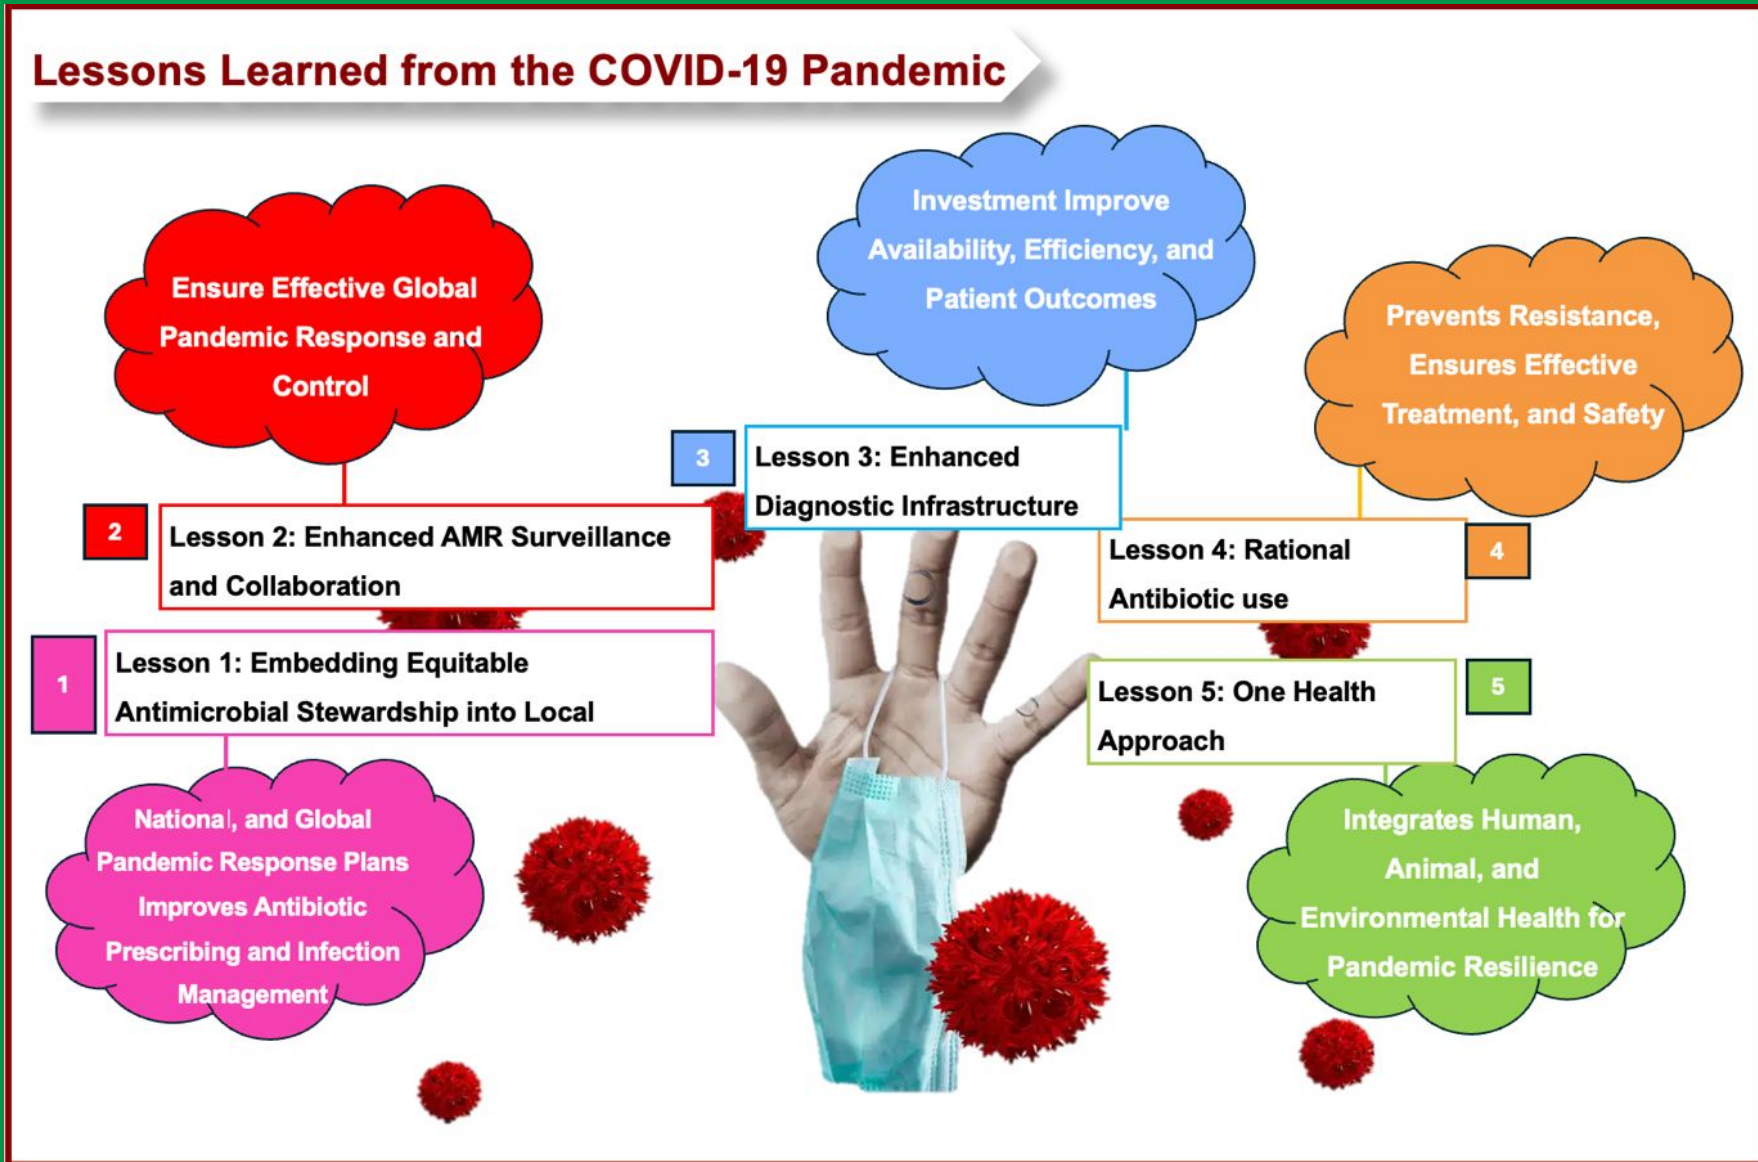 Lessons Learned from the COVID-19 Pandemic
Ensure Effective Global
Pandemic Response and
Control
2
Lesson 2: Enhanced AMR Surveillance
and Collaboration
1
Lesson 1: Embedding Equitable
Antimicrobial Stewardship into Local
National, and Global
Pandemic Response Plans
Improves Antibiotic
Prescribing and Infection
Management
Investment Improve
Availability, Efficiency, and
Patient Outcomes
3
Lesson 3: Enhanced
Diagnostic Infrastructure
Prevents Resistance,
Ensures Effective
Treatment, and Safety
Lesson 4: Rational
Antibiotic use
4
Lesson 5: One Health
Approach
5
Integrates Human,
Animal, and
Environmental Health for
Pandemic Resilience